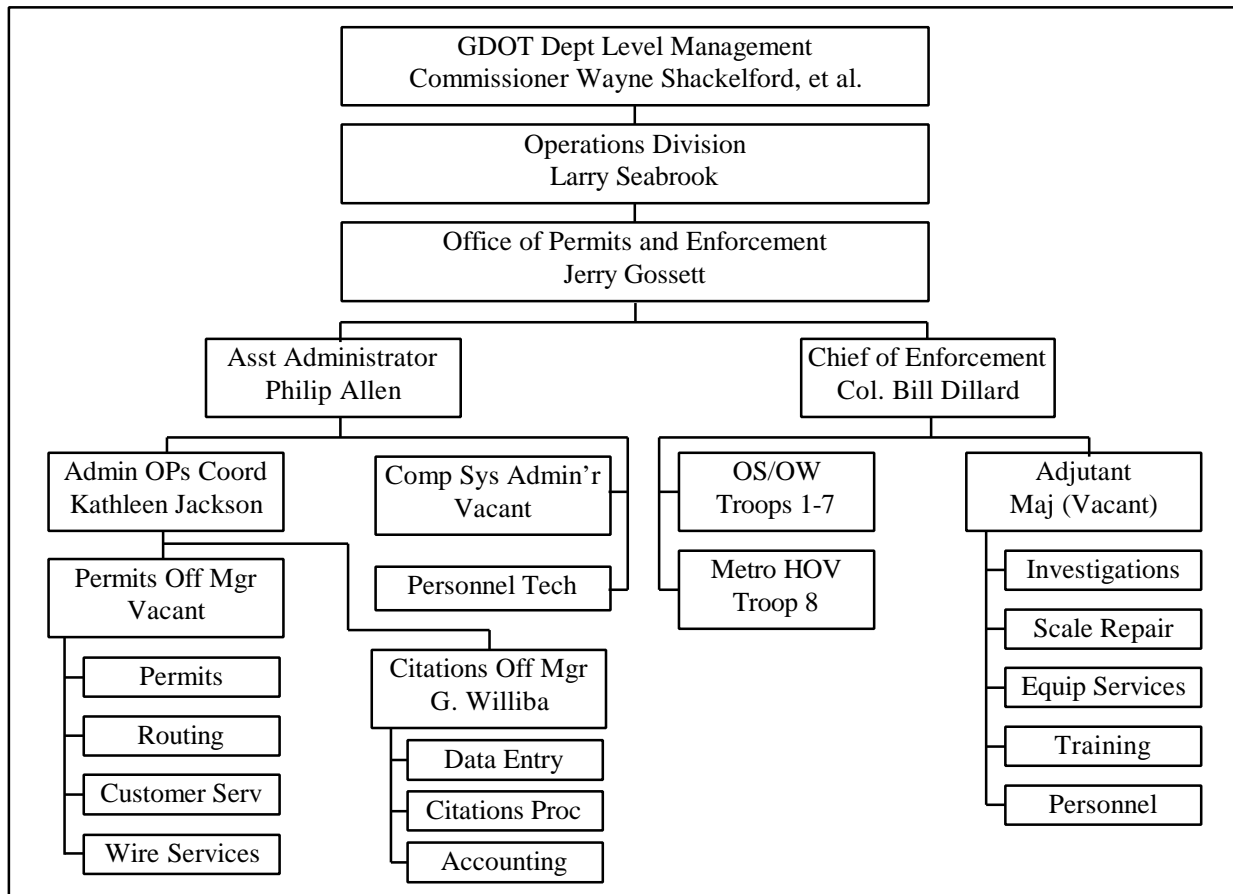 GDOT Dept Level Management
Commissioner Wayne Shackelford, et al.
Operations Division
Larry Seabrook
Office of Permits and Enforcement
Jerry Gossett
Asst Administrator
Philip Allen
Chief of Enforcement
Col. Bill Dillard
Admin OPs Coord
Kathleen Jackson
Comp Sys Admin’r
Vacant
OS/OW
Troops 1-7
Adjutant
Maj (Vacant)
Permits Off Mgr
Vacant
Personnel Tech
Metro HOV
Troop 8
Investigations
Scale Repair
Equip Services
Training
Personnel
Permits
Routing
Customer Serv
Wire Services
Citations Off Mgr
G. Williba
Data Entry
Citations Proc
Accounting